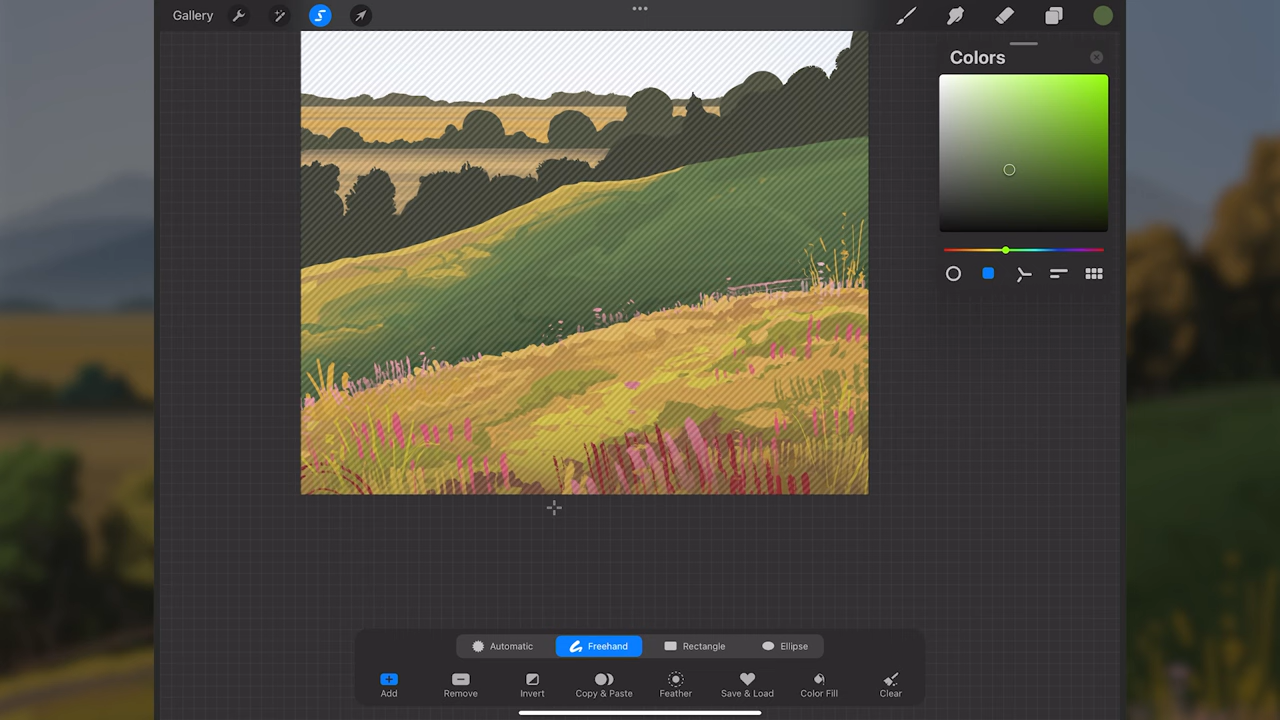 Gallery
Colors
Automatic
Freehand
Rectangle
Ellipse
Add
Remove
Invert
Copy & Paste
Feather
Save & Load
Color Fill
Clear